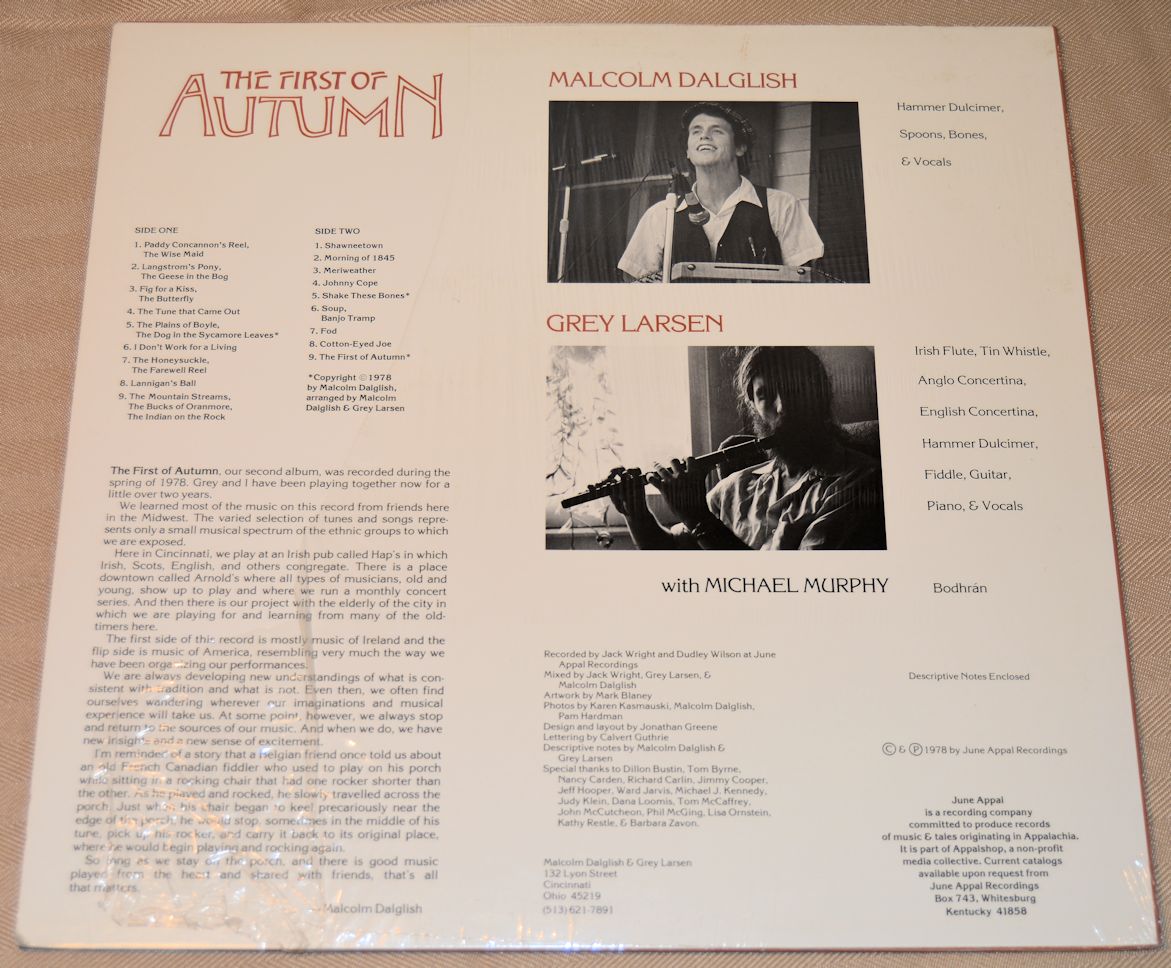 THE FIRST OF
AUTUMN
SIDE ONE
1. Paddy Concannon's Reel,
The Wise Maid
2. Langstrom's Pony,
The Geese in the Bog
3. Fig for a Kiss,
The Butterfly
4. The Tune that Came Out
5. The Plains of Boyle,
The Dog in the Sycamore Leaves*
6. I Don't Work for a Living
7. The Honeysuckle,
The Farewell Reel
8. Lannigan's Ball
9. The Mountain Streams,
The Bucks of Oranmore,
The Indian on the Rock
SIDE TWO
1. Shawneetown
2. Morning of 1845
3. Meriweather
4. Johnny Cope
5. Shake These Bones*
6. Soup,
Banjo Tramp
7. Fod
8. Cotton-Eyed Joe
9. The First of Autumn*
*Copyright ©1978
by Malcolm Dalglish,
arranged by Malcolm
Dalglish & Grey Larsen
The First of Autumn, our second album, was recorded during the
spring of 1978. Grey and I have been playing together now for a
little over two years.
We learned most of the music on this record from friends here
in the Midwest. The varied selection of tunes and songs repre-
sents only a small musical spectrum of the ethnic groups to which
we are exposed.
Here in Cincinnati, we play at an Irish pub called Hap's in which
Irish, Scots, English, and others congregate. There is a place
downtown called Arnold's where all types of musicians, old and
young, show up to play and where we run a monthly concert
series. And then there is our project with the elderly of the city in
which we are playing for and learning from many of the old-
timers here.
The first side of this record is mostly music of Ireland and the
flip side is music of America, resembling very much the way we
have been organizing our performances.
We are always developing new understandings of what is con-
sistent with tradition and what is not. Even then, we often find
ourselves wandering wherever our imaginations and musical
experience will take us. At some point, however, we always stop
and return to the sources of our music. And when we do, we have
new insight and a new sense of excitement.
I'm reminded of a story that a Belgian friend once told us about
an old French Canadian fiddler who used to play on his porch
while sitting in a rocking chair that had one rocker shorter than
the other. As he played and rocked, he slowly travelled across the
porch. Just when his chair began to keel precariously near the
edge of the porch, he would stop, sometimes in the middle of his
tune, pick up his rocker, and carry it back to its original place,
where he would begin playing and rocking again.
So long as we stay on the porch, and there is good music
played from the heart and shared with friends, that's all
that matters.
-Malcolm Dalglish
MALCOLM DALGLISH
Hammer Dulcimer,
Spoons, Bones,
& Vocals
GREY LARSEN
Irish Flute, Tin Whistle,
Anglo Concertina,
English Concertina,
Hammer Dulcimer,
Fiddle, Guitar,
Piano, & Vocals
with MICHAEL MURPHY Bodhrán
Recorded by Jack Wright and Dudley Wilson at June
Appal Recordings
Mixed by Jack Wright, Grey Larsen, &
Malcolm Dalglish
Artwork by Mark Blaney
Photos by Karen Kasmauski, Malcolm Dalglish,
Pam Hardman
Design and layout by Jonathan Greene
Lettering by Calvert Guthrie
Descriptive notes by Malcolm Dalglish &
Grey Larsen
Special thanks to Dillon Bustin, Tom Byrne,
Nancy Carden, Richard Carlin, Jimmy Cooper,
Jeff Hooper, Ward Jarvis, Michael J. Kennedy,
Judy Klein, Dana Loomis, Tom McCaffrey,
John McCutcheon, Phil McGing, Lisa Ornstein,
Kathy Restle, & Barbara Zavon.
Malcolm Dalglish & Grey Larsen
132 Lyon Street
Cincinnati
Ohio 45219
(513) 621-7891
Descriptive Notes Enclosed
© & Ⓟ 1978 by June Appal Recordings
June Appal
is a recording company
committed to produce records
of music & tales originating in Appalachia.
It is part of Appalshop, a non-profit
media collective. Current catalogs
available upon request from
June Appal Recordings
Box 743, Whitesburg
Kentucky 41858